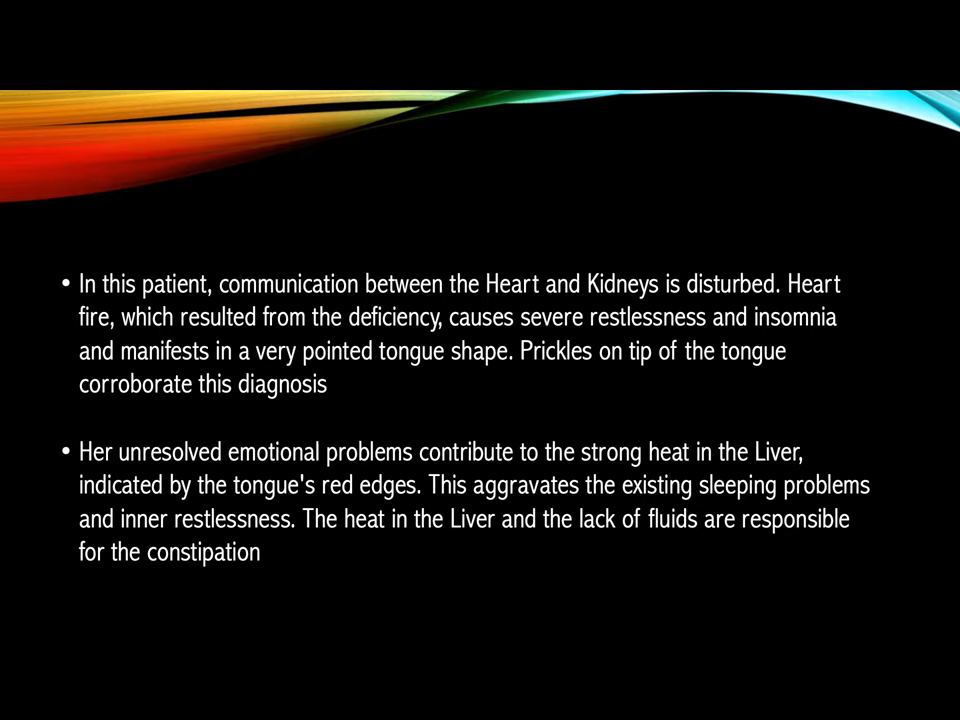 • In this patient, communication between the Heart and Kidneys is disturbed. Heart
fire, which resulted from the deficiency, causes severe restlessness and insomnia
and manifests in a very pointed tongue shape. Prickles on tip of the tongue
corroborate this diagnosis
• Her unresolved emotional problems contribute to the strong heat in the Liver,
indicated by the tongue's red edges. This aggravates the existing sleeping problems
and inner restlessness. The heat in the Liver and the lack of fluids are responsible
for the constipation